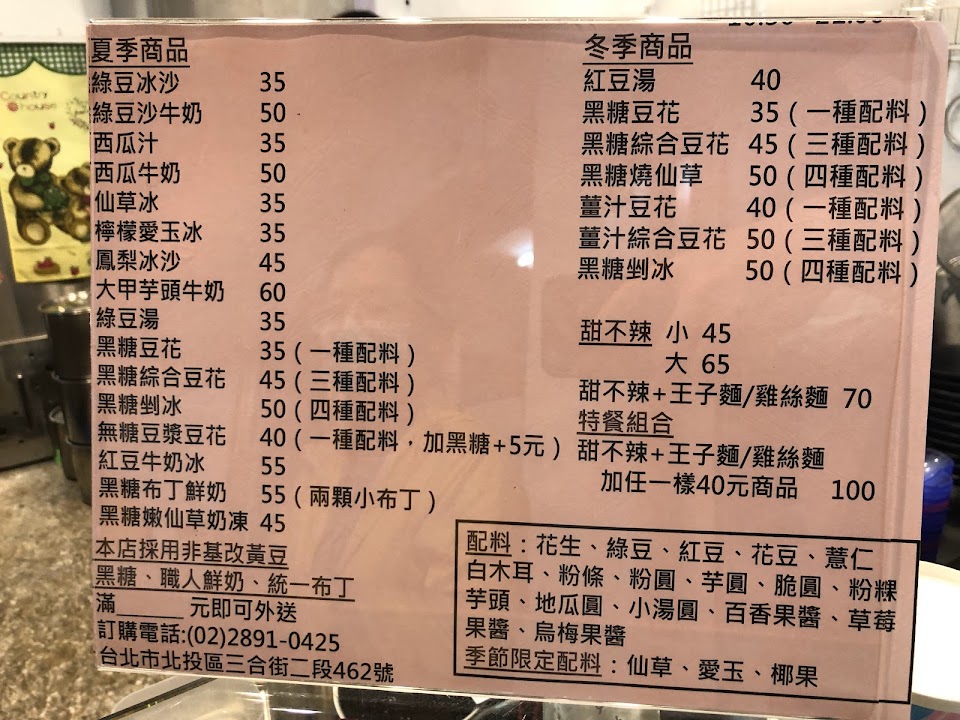 Country
house
夏季商品
綠豆冰沙 35
綠豆沙牛奶 50
西瓜汁 35
西瓜牛奶 50
仙草冰 35
檸檬愛玉冰 35
鳳梨冰沙 45
大甲芋頭牛奶 60
綠豆湯 35
黑糖豆花 35(一種配料)
黑糖綜合豆花 45(三種配料)
黑糖剉冰 50(四種配料)
無糖豆漿豆花 40(一種配料,加黑糖+5元)
紅豆牛奶冰 55
黑糖布丁鮮奶 55(兩顆小布丁)
黑糖嫩仙草奶凍 45
本店採用非基改黃豆
黑糖、職人鮮奶、統一布丁
滿______元即可外送
訂購電話:(02)2891-0425
台北市北投區三合街二段462號
冬季商品
紅豆湯 40
黑糖豆花 35(一種配料)
黑糖綜合豆花 45(三種配料)
黑糖燒仙草 50(四種配料)
薑汁豆花 40(一種配料)
薑汁綜合豆花 50(三種配料)
黑糖剉冰 50(四種配料)
甜不辣 小 45
大 65
甜不辣+王子麵/雞絲麵 70
特餐組合
甜不辣+王子麵/雞絲麵
加任一樣40元商品 100
配料:花生、綠豆、紅豆、花豆、薏仁
白木耳、粉條、粉圓、芋圓、脆圓、粉粿
芋頭、地瓜圓、小湯圓、百香果醬、草莓
果醬、烏梅果醬
季節限定配料:仙草、愛玉、椰果